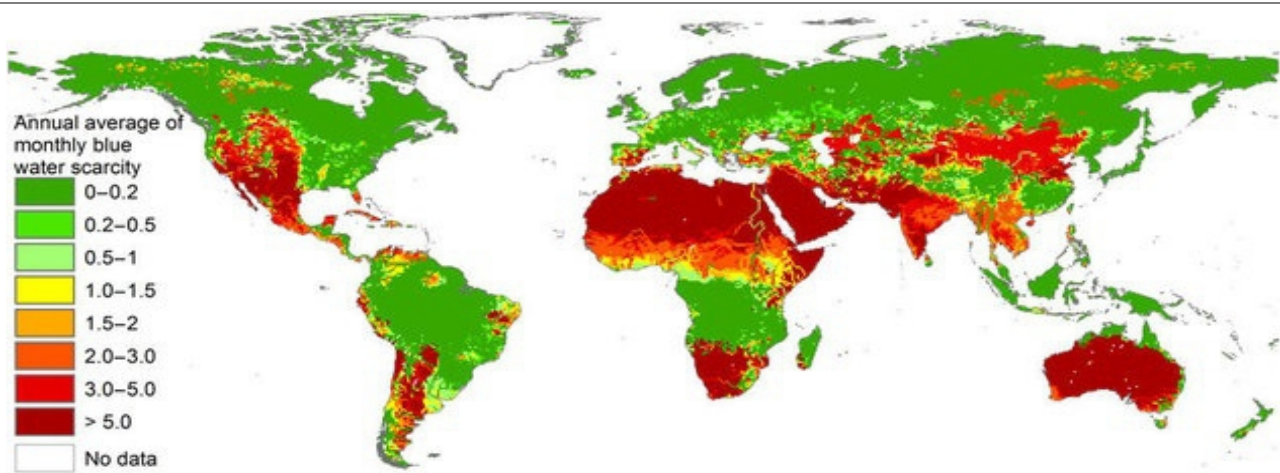 Annual average of
monthly blue
water scarcity
0–0.2
0.2–0.5
0.5–1
1.0–1.5
1.5–2
2.0–3.0
3.0–5.0
> 5.0
No data